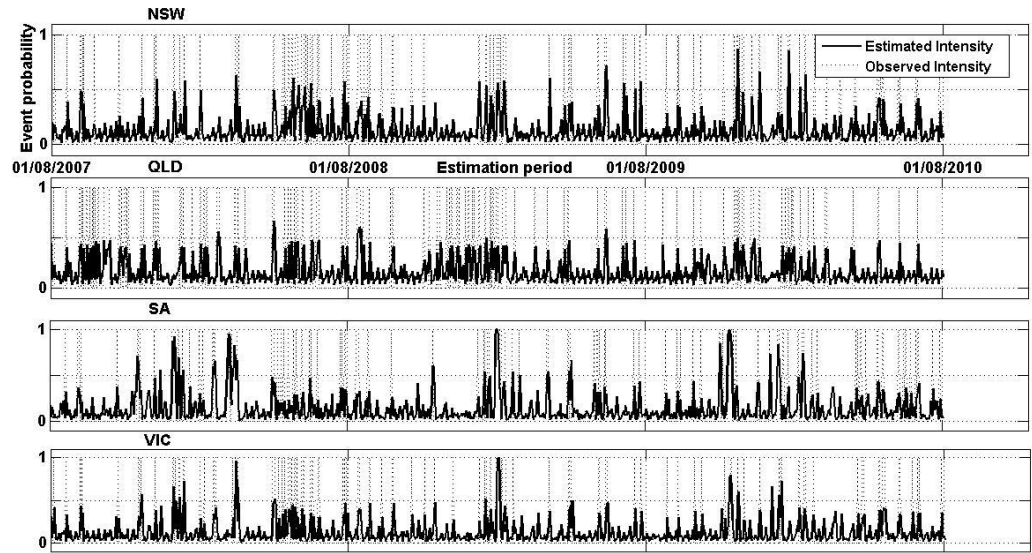 NSW
Event probability
1
0
Estimated Intensity
Observed Intensity
01/08/2007 QLD 01/08/2008 Estimation period 01/08/2009 01/08/2010
1
0
SA
1
0
VIC
1
0